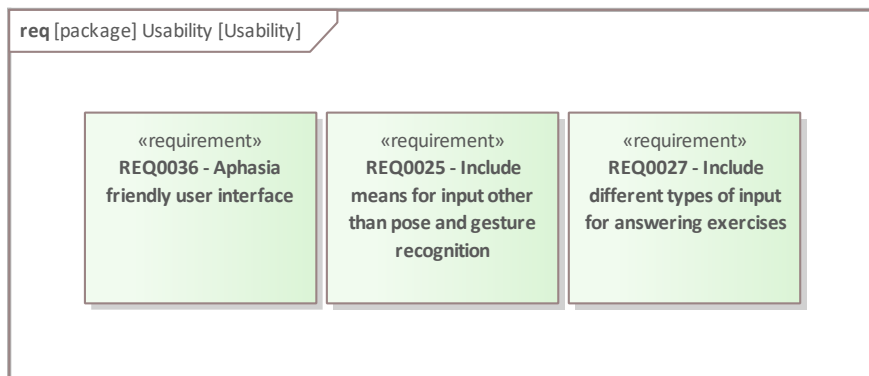 req [package] Usability [Usability]
«requirement»
REQ0036 - Aphasia
friendly user interface
«requirement»
REQ0025 - Include
means for input other
than pose and gesture
recognition
«requirement»
REQ0027 - Include
different types of input
for answering exercises